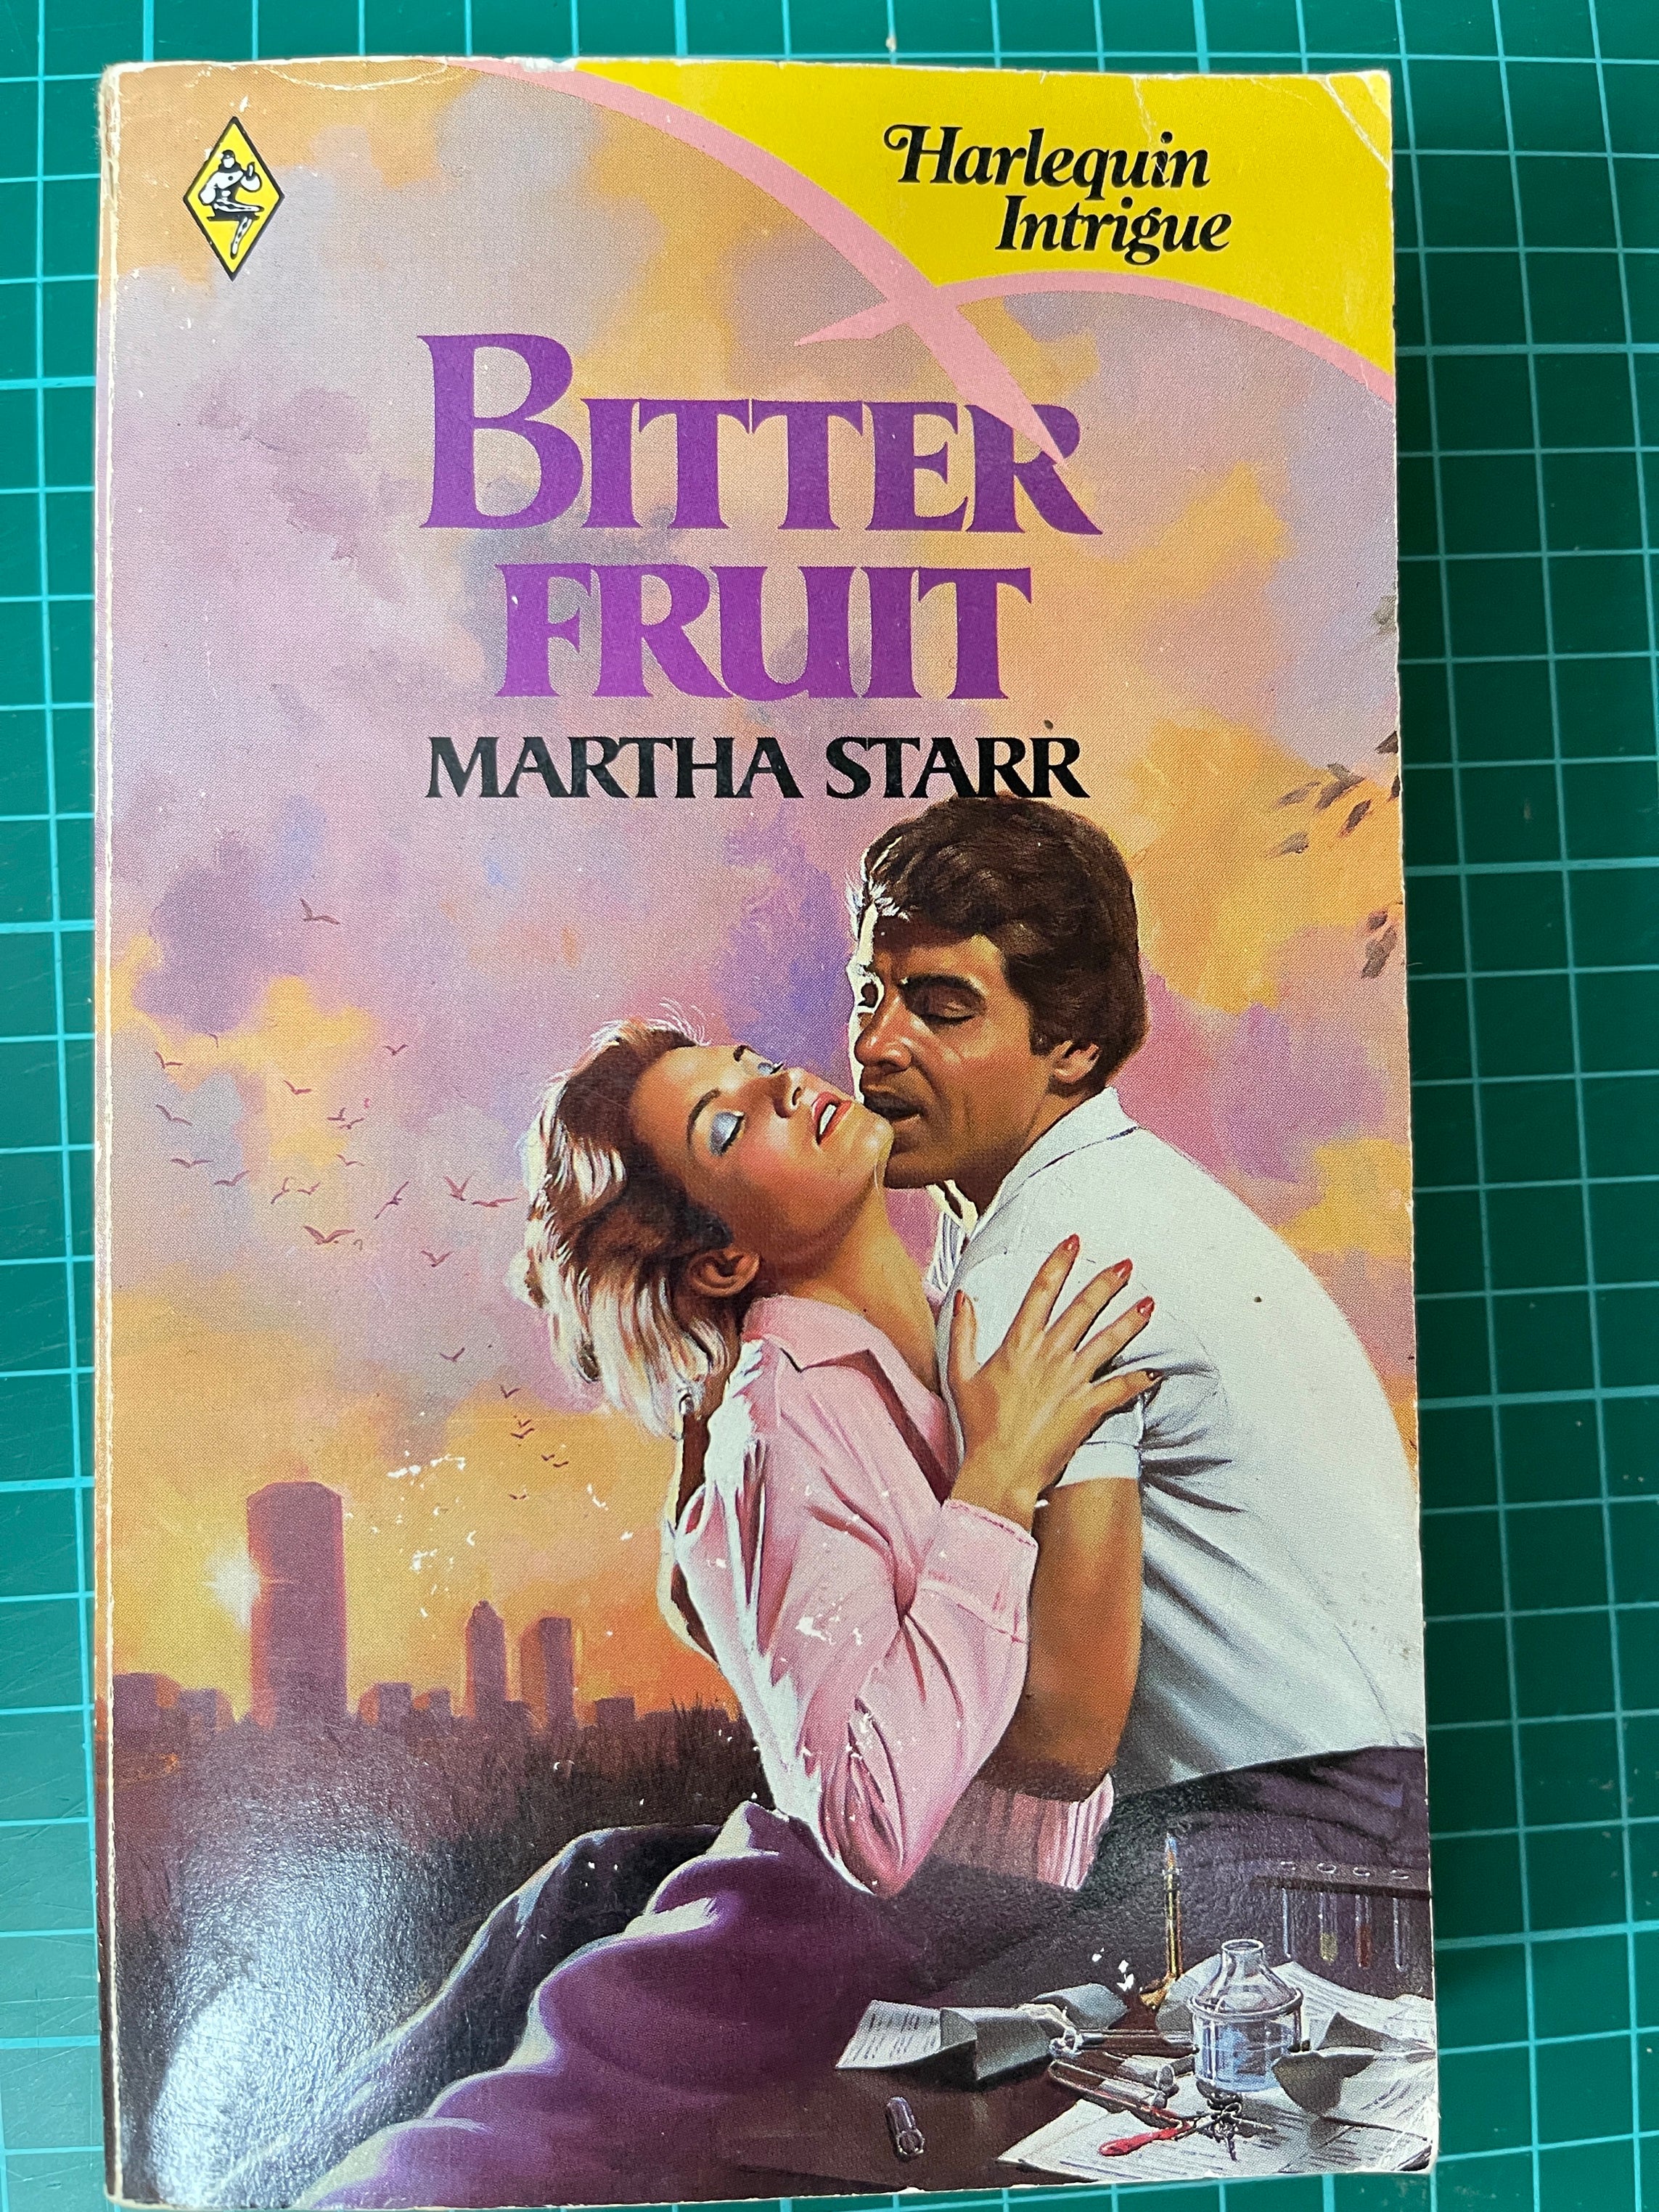 Harlequin
Intrigue
BITTER
FRUIT
MARTHA STARR